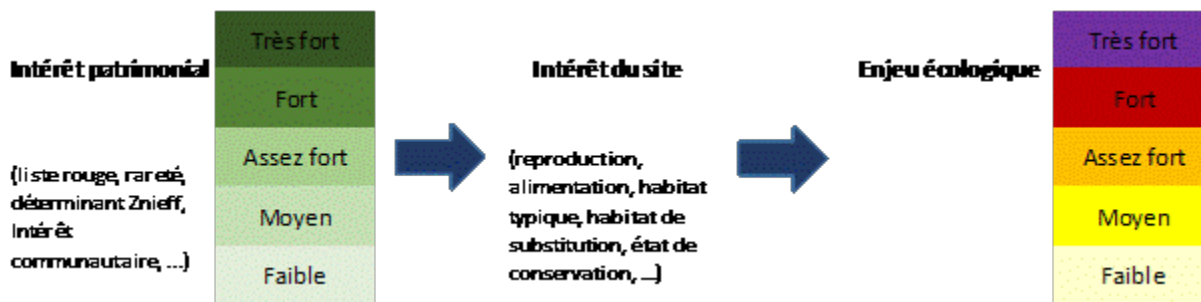 Intérêt patrimonial
(liste rouge, rareté,
déterminant Znieff,
Intérêt
communautaire, ...)
Très fort
Fort
Assez fort
Moyen
Faible
Intérêt du site
(reproduction,
alimentation, habitat
typique, habitat de
substitution, état de
conservation, ...)
Enjeu écologique
Très fort
Fort
Assez fort
Moyen
Faible